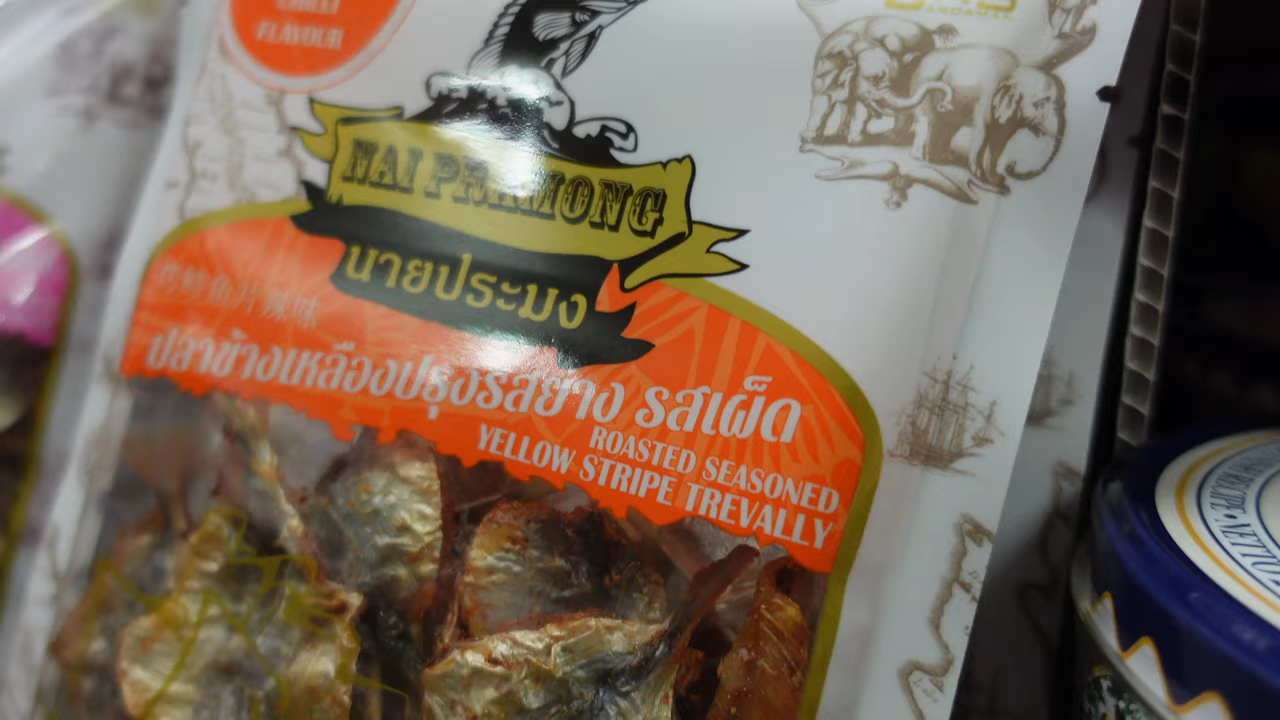 CHILLI
FLAVOUR
ANDAMAN
NAI PRAMONG
นายประมง
ปลาข้างเหลืองปรุงรสย่าง รสเผ็ด
ROASTED SEASONED
YELLOW STRIPE TREVALLY